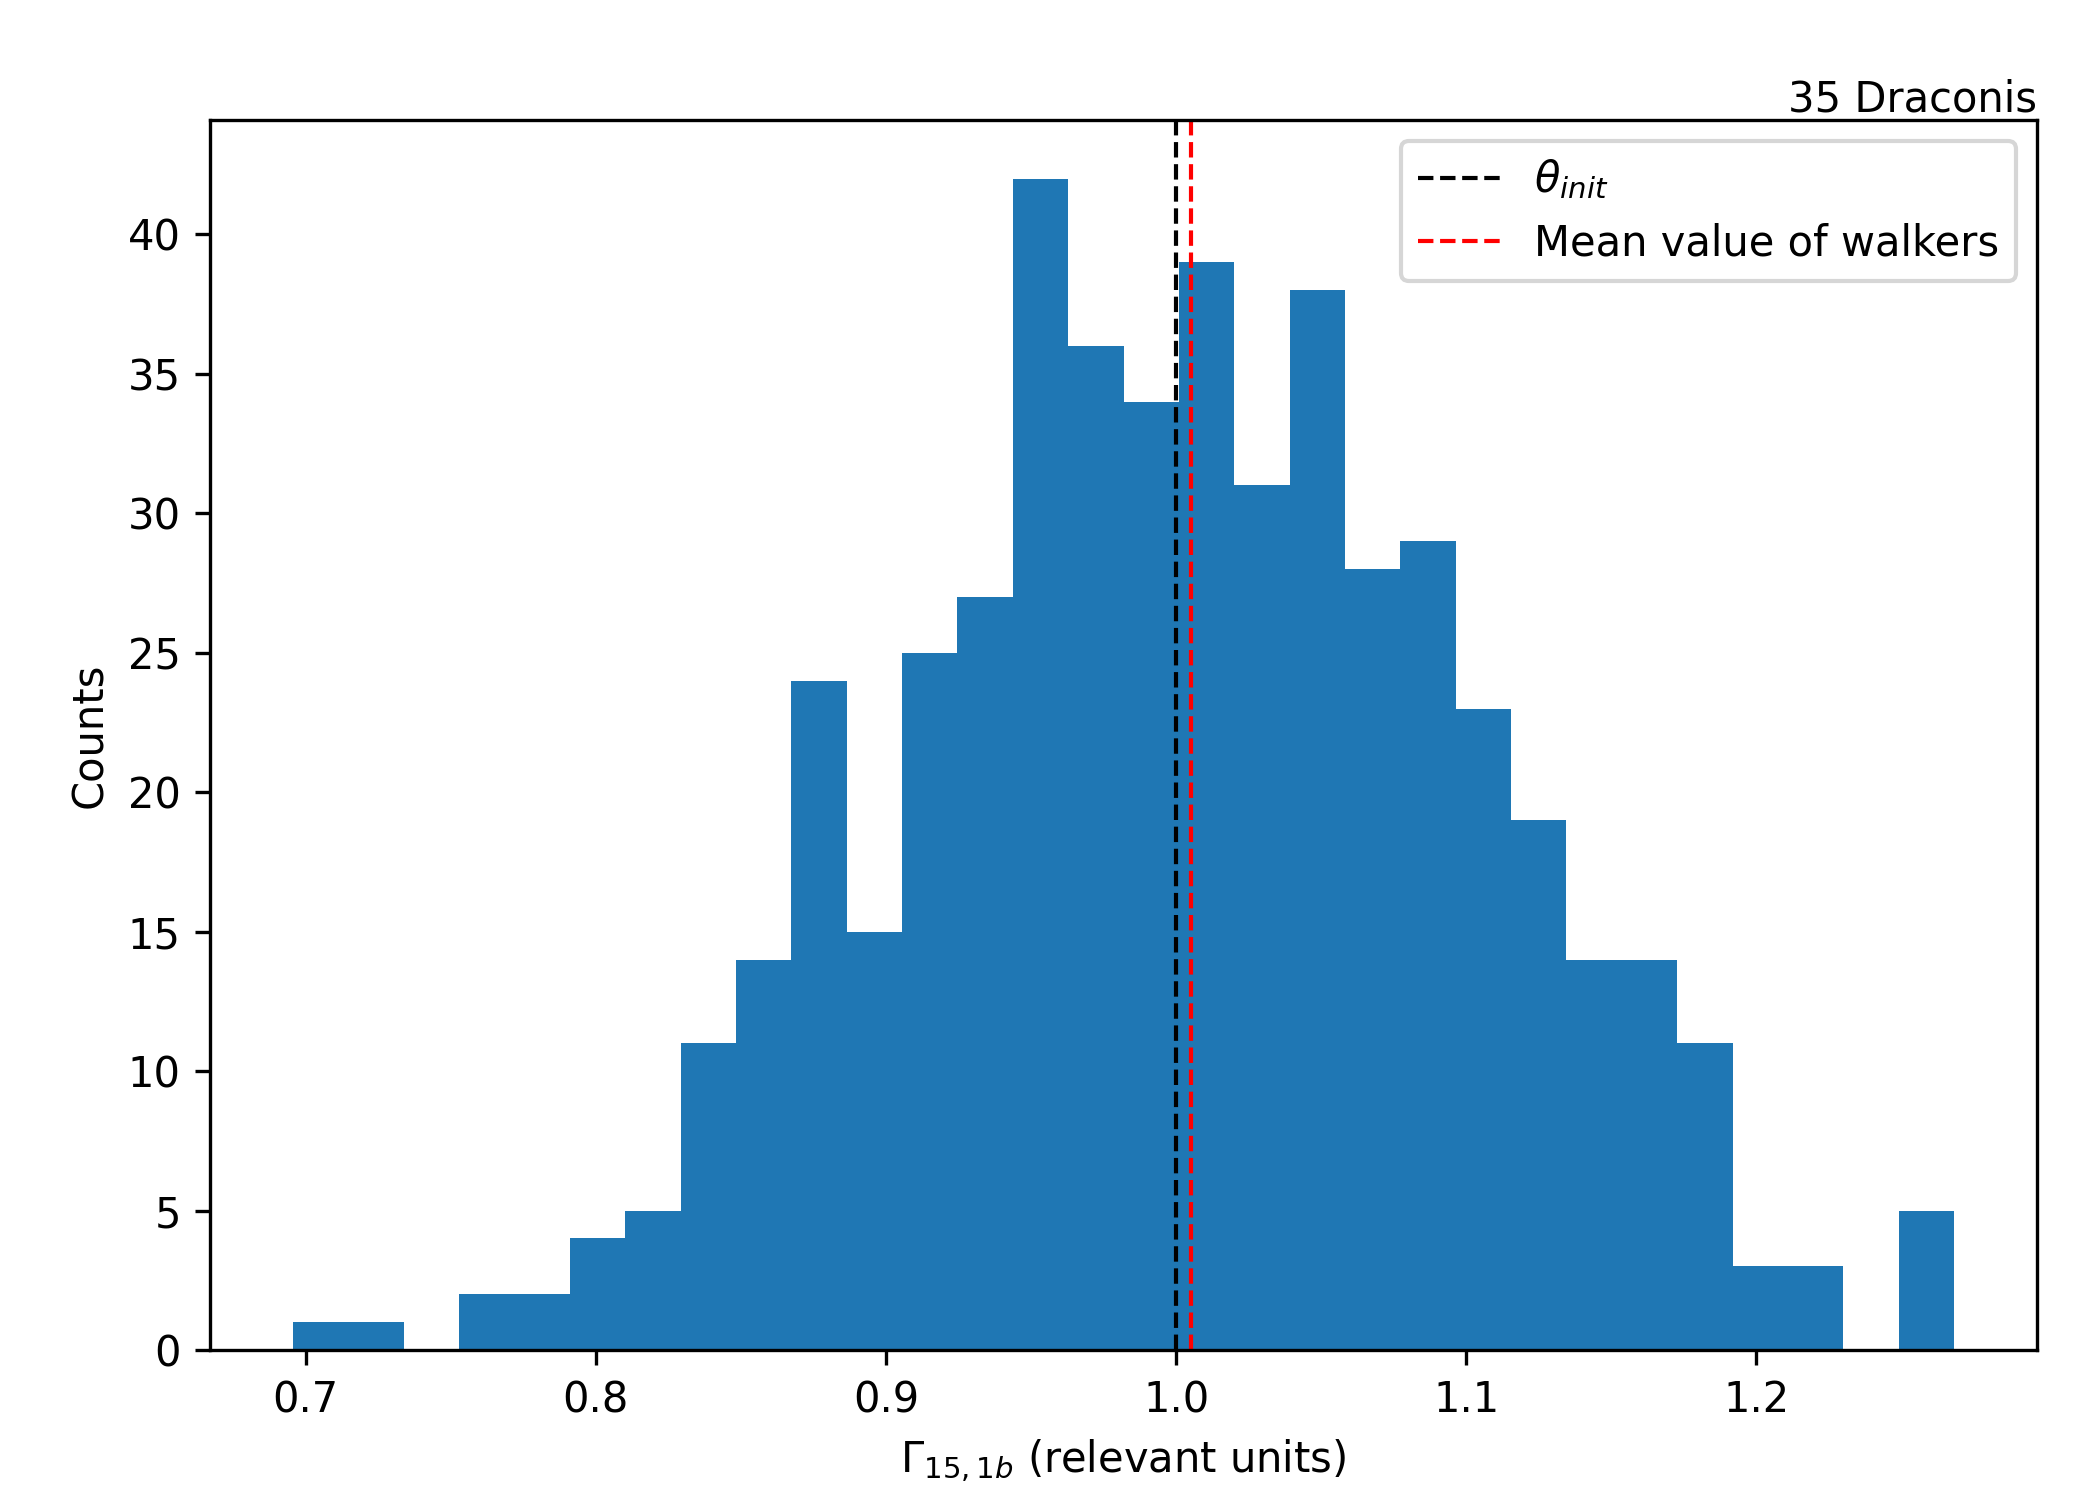 35 Draconis
θinit
Mean value of walkers
40
35
30
25
20
15
10
5
0
Counts
0.7 0.8 0.9 1.0 1.1 1.2
Γ15, 1b (relevant units)